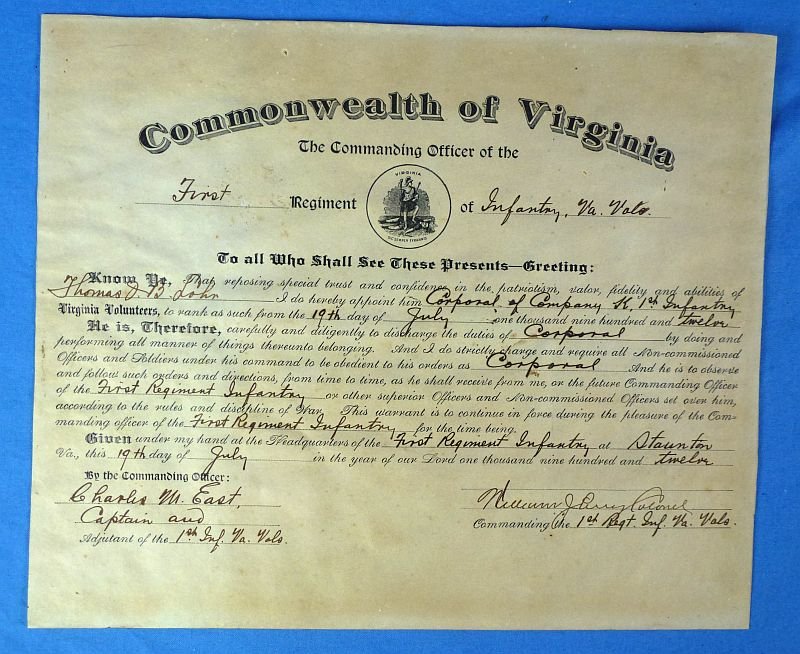 Commonwealth of Virginia
The Commanding Officer of the
First Regiment of Infantry, Va. Vols.
VIRGINIA
SIC SEMPER TYRANNIS
To all Who Shall See These Presents—Greeting:
Know Ye, That reposing special trust and confidence in the patriotism, valor, fidelity and abilities of
Thomas J. B. I do hereby appoint him Corporal of Company K. 1st Infantry
Virginia Volunteers, to rank as such from the 19th day of July one thousand nine hundred and twelve
He is, Therefore, carefully and diligently to discharge the duties of Corporal by doing and
performing all manner of things thereunto belonging. And I do strictly charge and require all Non-commissioned
Officers and Soldiers under his command to be obedient to his orders as Corporal And he is to observe
and follow such orders and directions, from time to time, as he shall receive from me, or the future Commanding Officer
of the First Regiment Infantry or other superior Officers and Non-commissioned Officers set over him,
according to the rules and discipline of War. This warrant is to continue in force during the pleasure of the Com-
manding officer of the First Regiment Infantry for the time being.
Given under my hand at the Headquarters of the First Regiment Infantry at Staunton
Va., this 19th day of July in the year of our Lord one thousand nine hundred and twelve
By the Commanding Officer:
Charles M. East,
Captain and
Adjutant of the 1st Inf. Va. Vols.
William J. Perry Colonel
Commanding the 1st Regt. Inf. Va. Vols.